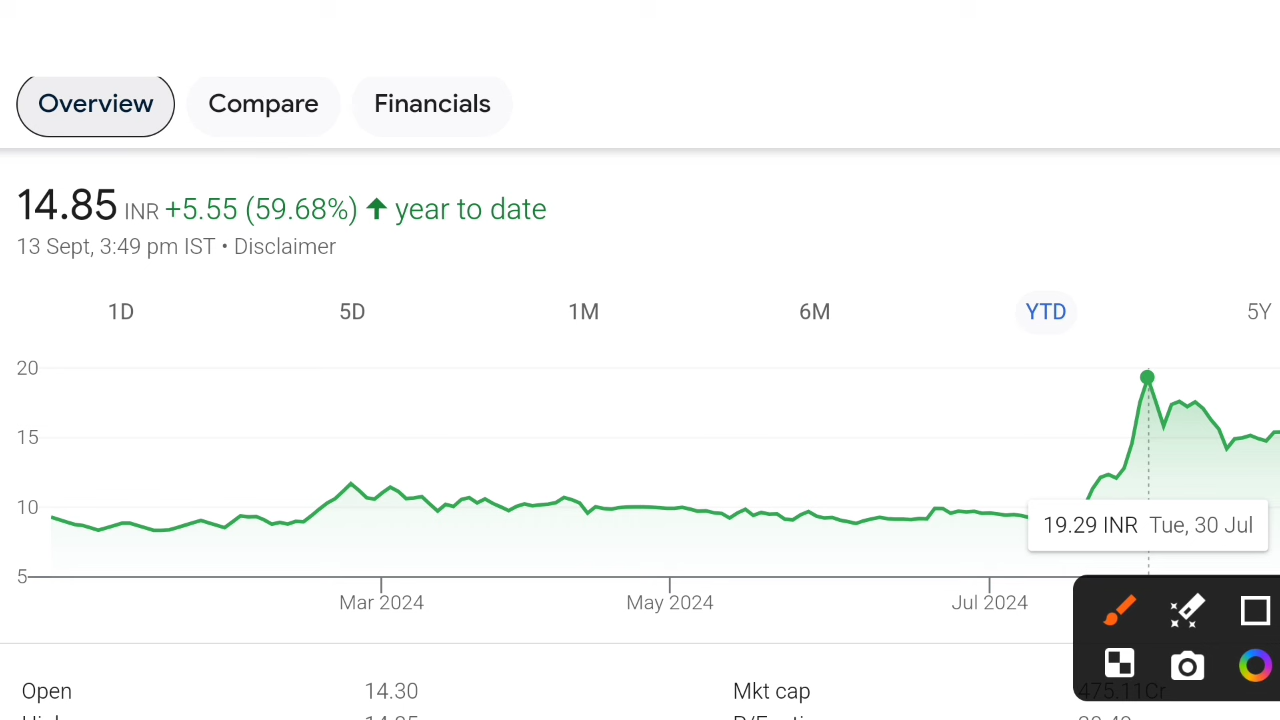 Overview Compare Financials
14.85 INR +5.55 (59.68%) ↑ year to date
13 Sept, 3:49 pm IST • Disclaimer
1D 5D 1M 6M YTD 5Y
20
15
10
19.29 INR Tue, 30 Jul
5
Mar 2024 May 2024 Jul 2024
Open 14.30 Mkt cap 475.11Cr